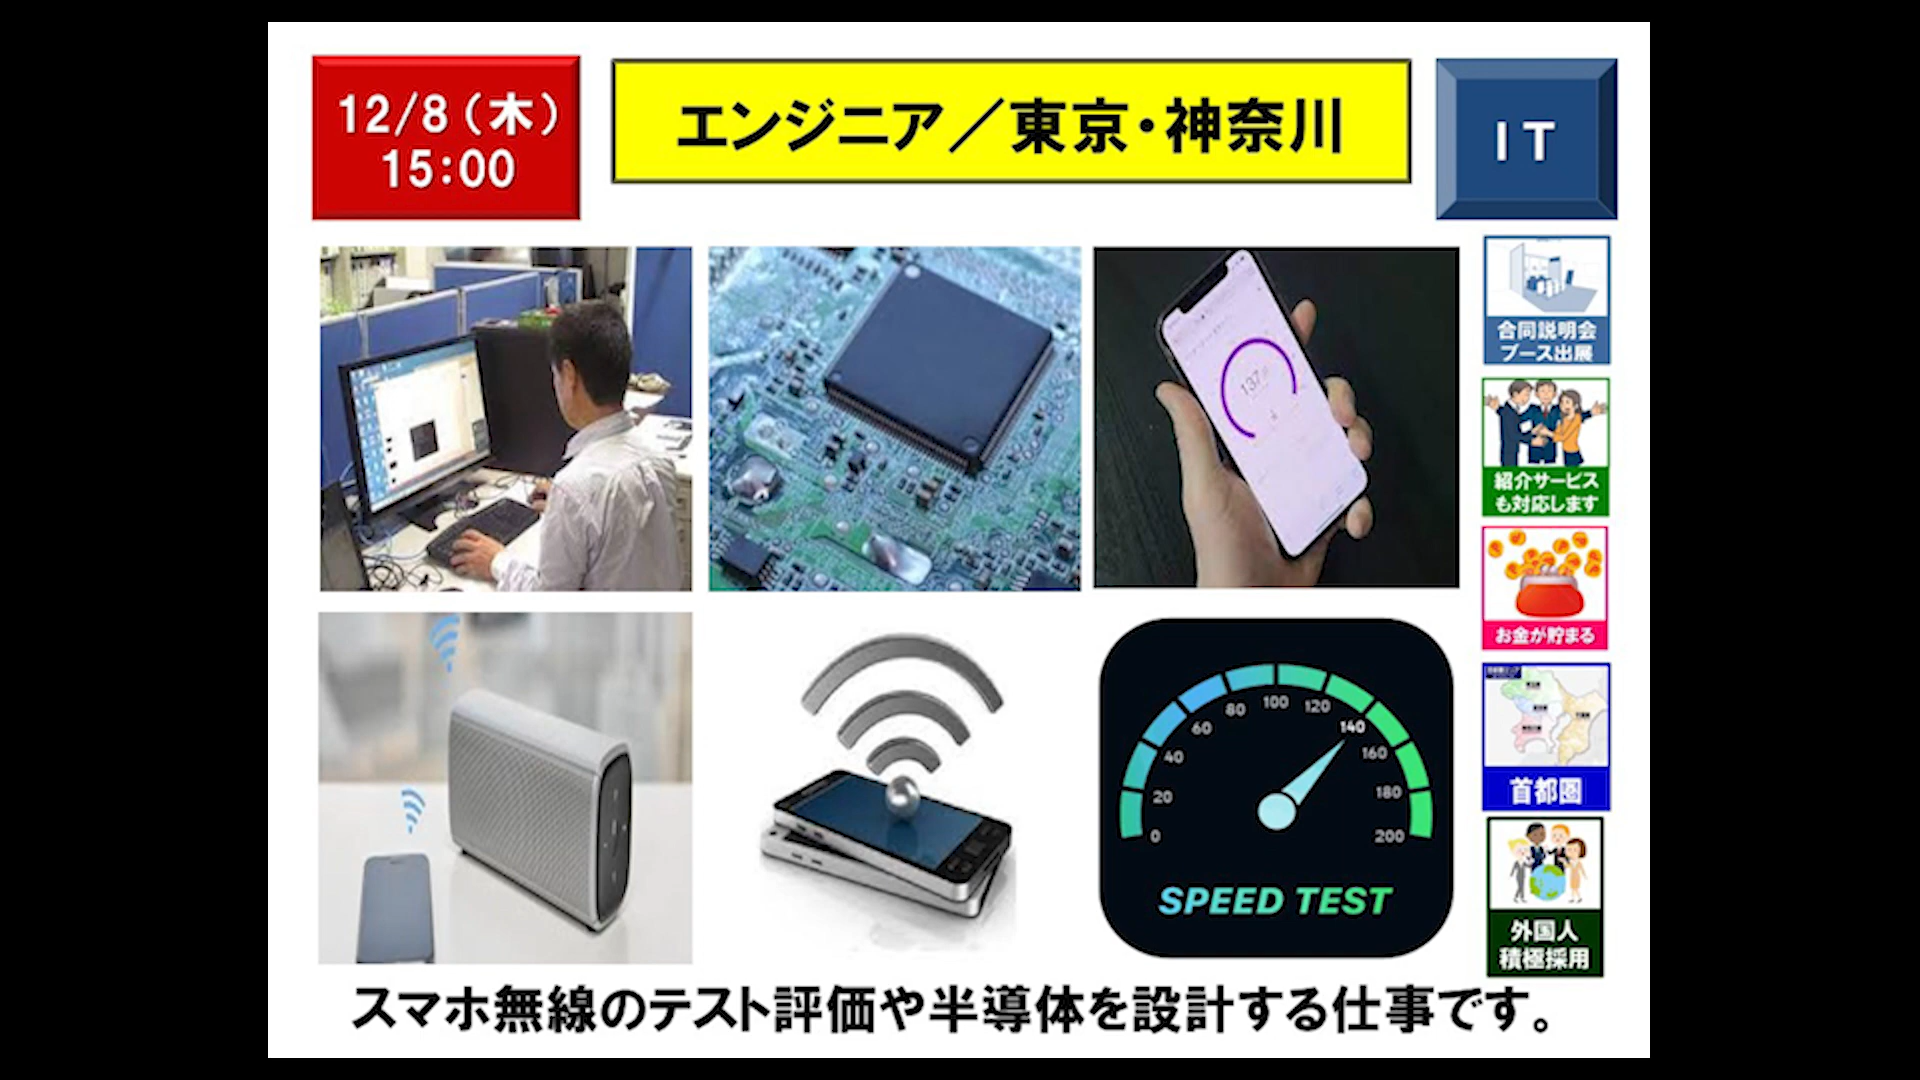 12/8（木）
15:00
エンジニア／東京・神奈川
IT
合同説明会
ブース出展
紹介サービス
も対応します
お金が貯まる
首都圏
外国人
積極採用
137
0
20
40
60
80
100
120
140
160
180
200
SPEED TEST
スマホ無線のテスト評価や半導体を設計する仕事です。